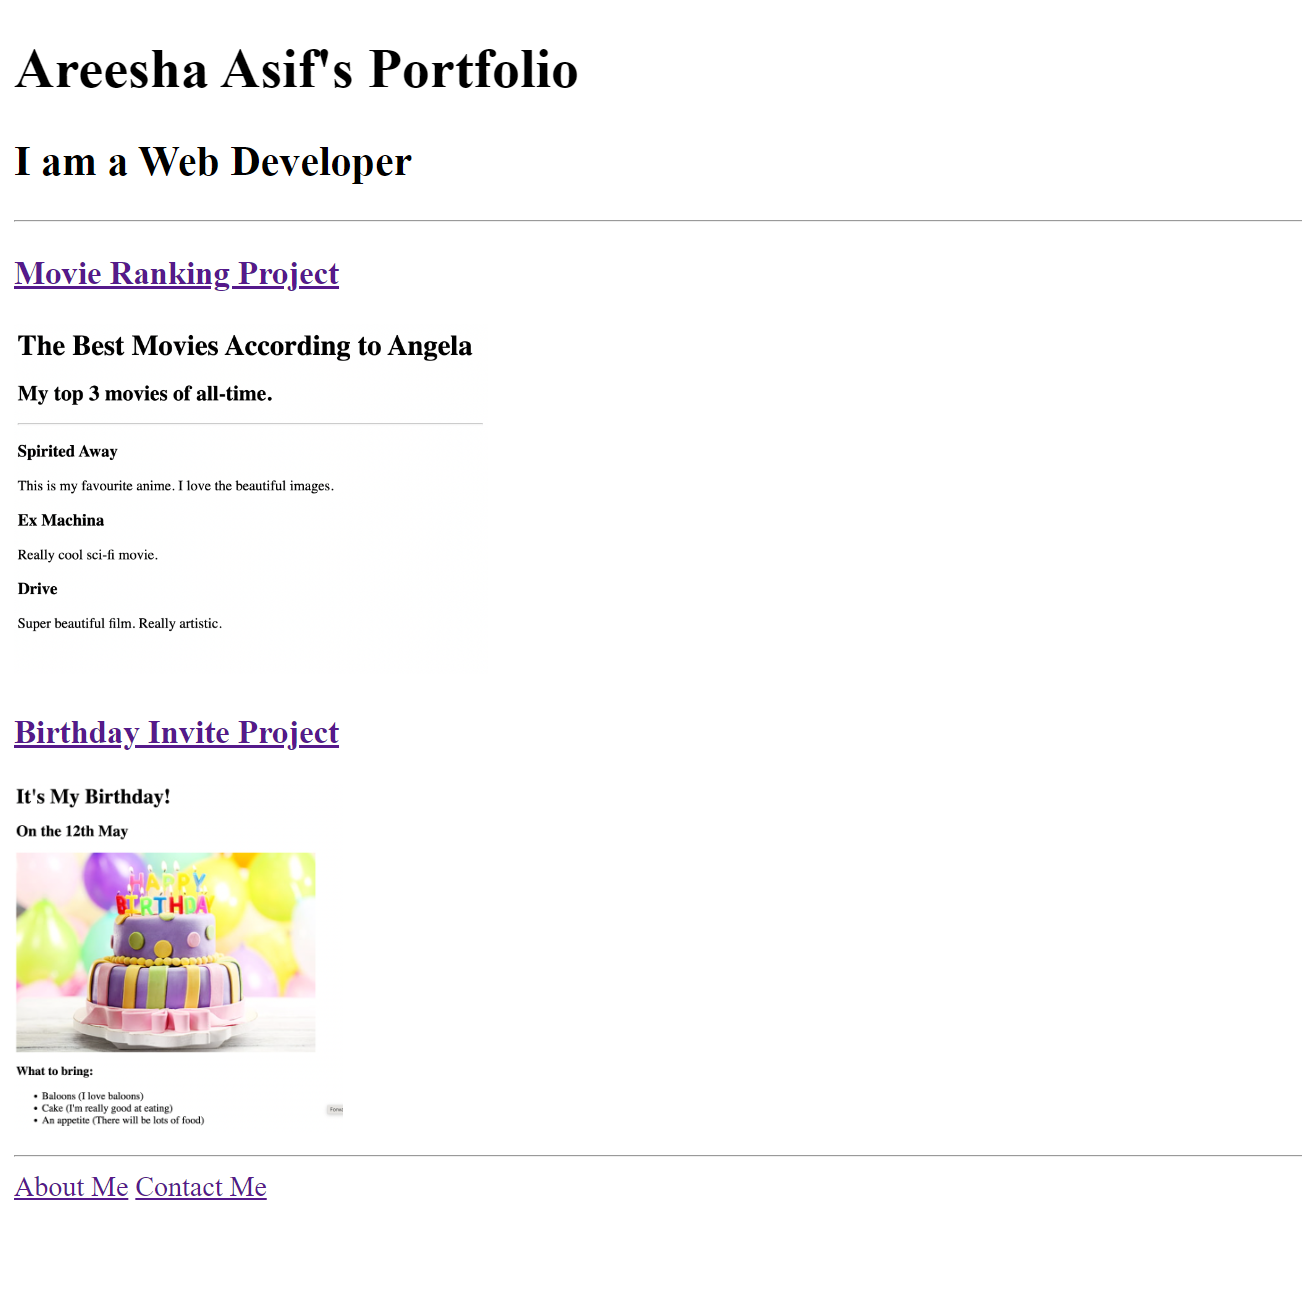 Areesha Asif's Portfolio
I am a Web Developer
Movie Ranking Project
The Best Movies According to Angela
My top 3 movies of all-time.
Spirited Away
This is my favourite anime. I love the beautiful images.
Ex Machina
Really cool sci-fi movie.
Drive
Super beautiful film. Really artistic.
Birthday Invite Project
It's My Birthday!
On the 12th May
HAPPY
BIRTHDAY
What to bring:
• Baloons (I love baloons)
• Cake (I'm really good at eating)
• An appetite (There will be lots of food)
About Me Contact Me